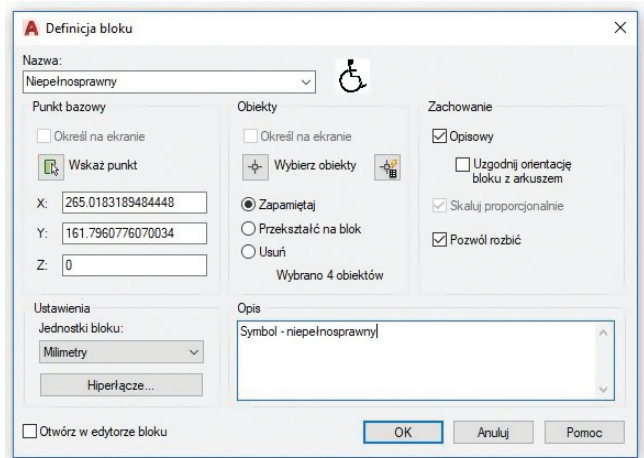 Definicja bloku
Nazwa:
Niepełnosprawny
Punkt bazowy
Określ na ekranie
Wskaż punkt
X: 265.0183189484448
Y: 161.7960776070034
Z: 0
Obiekty
Określ na ekranie
Wybierz obiekty
Zapamiętaj
Przekształć na blok
Usuń
Wybrano 4 obiektów
Zachowanie
Opisowy
Uzgodnij orientację
bloku z arkuszem
Skaluj proporcjonalnie
Pozwól rozbić
Ustawienia
Jednostki bloku:
Milimetry
Hiperłącze...
Opis
Symbol - niepełnosprawny
Otwórz w edytorze bloku
OK
Anuluj
Pomoc